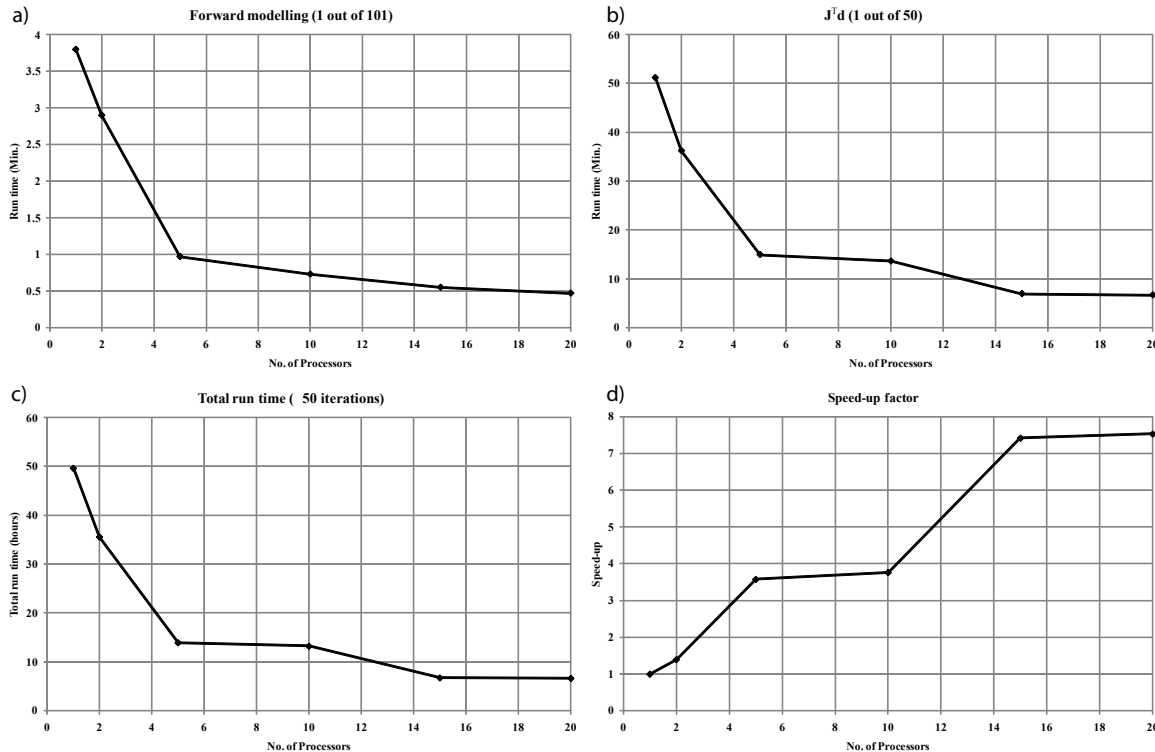 a)
Forward modelling (1 out of 101)
4
3.5
3
2.5
2
1.5
1
0.5
0
Run time (Min.)
0 2 4 6 8 10 12 14 16 18 20
No. of Processors
b)
Jᵀd (1 out of 50)
60
50
40
30
20
10
0
Run time (Min.)
0 2 4 6 8 10 12 14 16 18 20
No. of Processors
c)
Total run time ( 50 iterations)
60
50
40
30
20
10
0
Total run time (hours)
0 2 4 6 8 10 12 14 16 18 20
No. of Processors
d)
Speed-up factor
8
7
6
5
4
3
2
1
0
Speed-up
0 2 4 6 8 10 12 14 16 18 20
No. of Processors